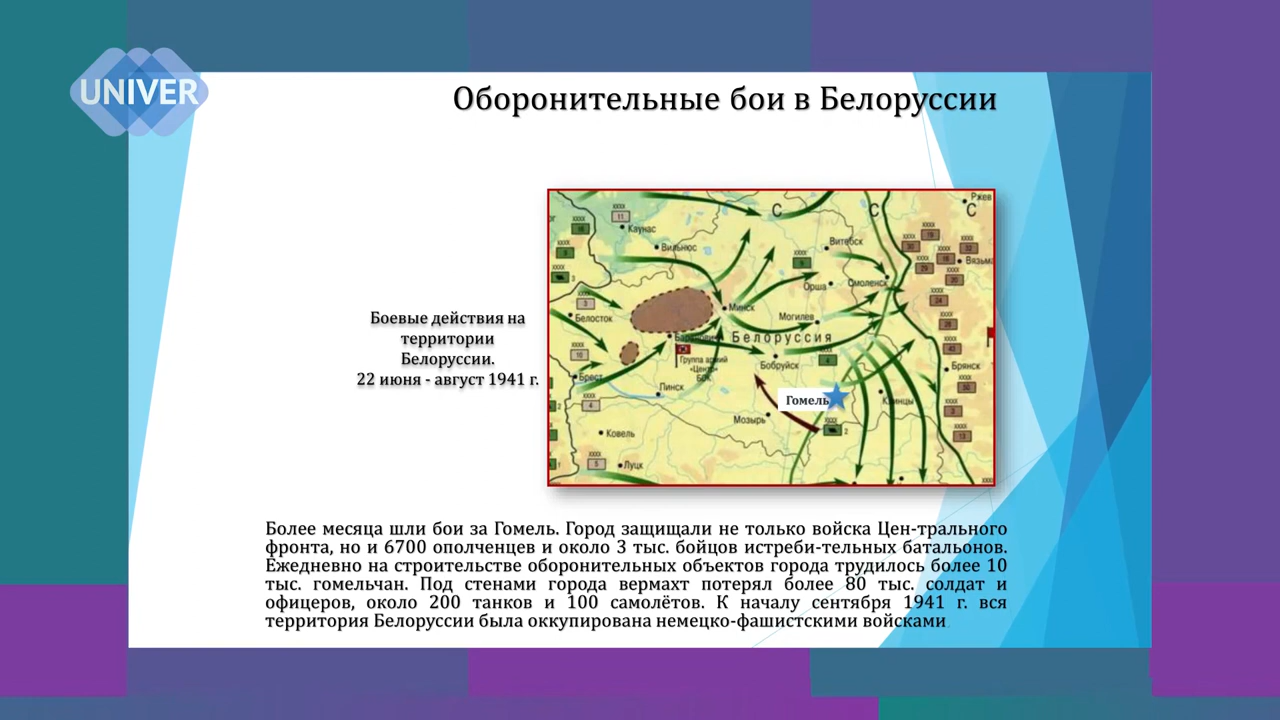 UNIVER
Оборонительные бои в Белоруссии
Боевые действия на
территории
Белоруссии.
22 июня - август 1941 г.
Ржев
С С С
Каунас
Вильнюс
Витебск
Вязьма
Орша
Смоленск
Минск
Белосток
Могилев
Белоруссия
Группа армий
«Центр»
БОК
Бобруйск
Брянск
Брест
Пинск
Гомель
Мозырь
Ковель
Луцк
Более месяца шли бои за Гомель. Город защищали не только войска Цен-трального
фронта, но и 6700 ополченцев и около 3 тыс. бойцов истреби-тельных батальонов.
Ежедневно на строительстве оборонительных объектов города трудилось более 10
тыс. гомельчан. Под стенами города вермахт потерял более 80 тыс. солдат и
офицеров, около 200 танков и 100 самолётов. К началу сентября 1941 г. вся
территория Белоруссии была оккупирована немецко-фашистскими войсками